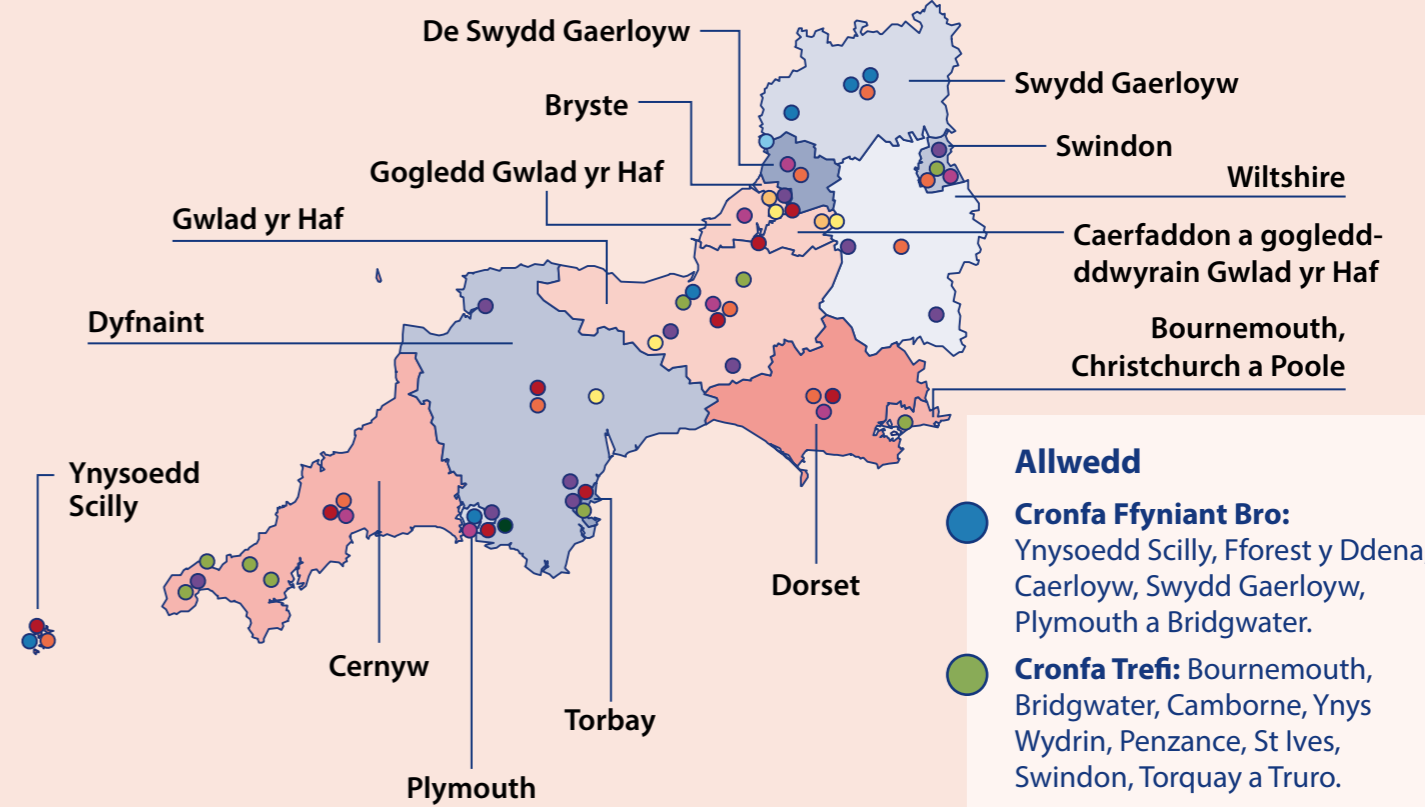 De Swydd Gaerloyw
Swydd Gaerloyw
Bryste
Swindon
Gogledd Gwlad yr Haf
Wiltshire
Gwlad yr Haf
Caerfaddon a gogledd-
ddwyrain Gwlad yr Haf
Dyfnaint
Bournemouth,
Christchurch a Poole
Ynysoedd
Scilly
Dorset
Cernyw
Torbay
Plymouth
Allwedd
Cronfa Ffyniant Bro:
Ynysoedd Scilly, Fforest y Ddena,
Caerloyw, Swydd Gaerloyw,
Plymouth a Bridgwater.
Cronfa Trefi: Bournemouth,
Bridgwater, Camborne, Ynys
Wydrin, Penzance, St Ives,
Swindon, Torquay a Truro.